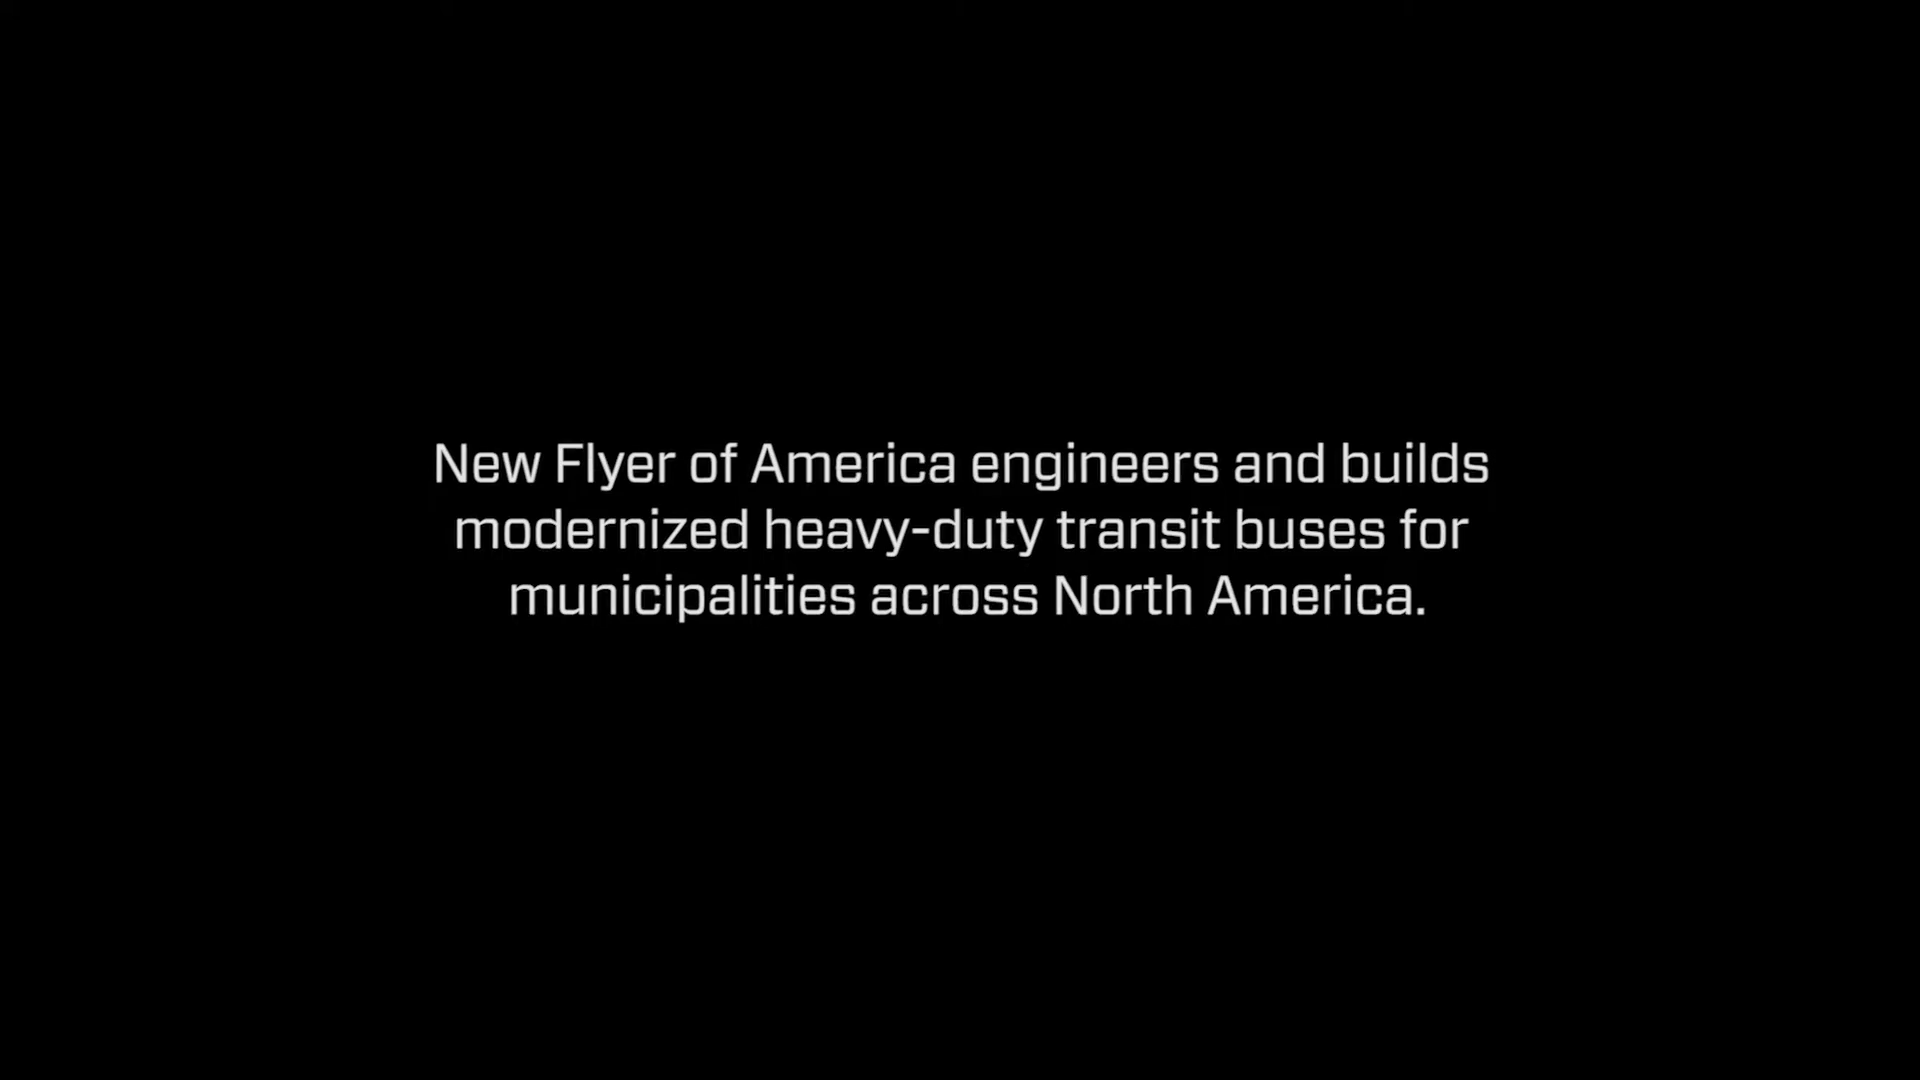 New Flyer of America engineers and builds
modernized heavy-duty transit buses for
municipalities across North America.